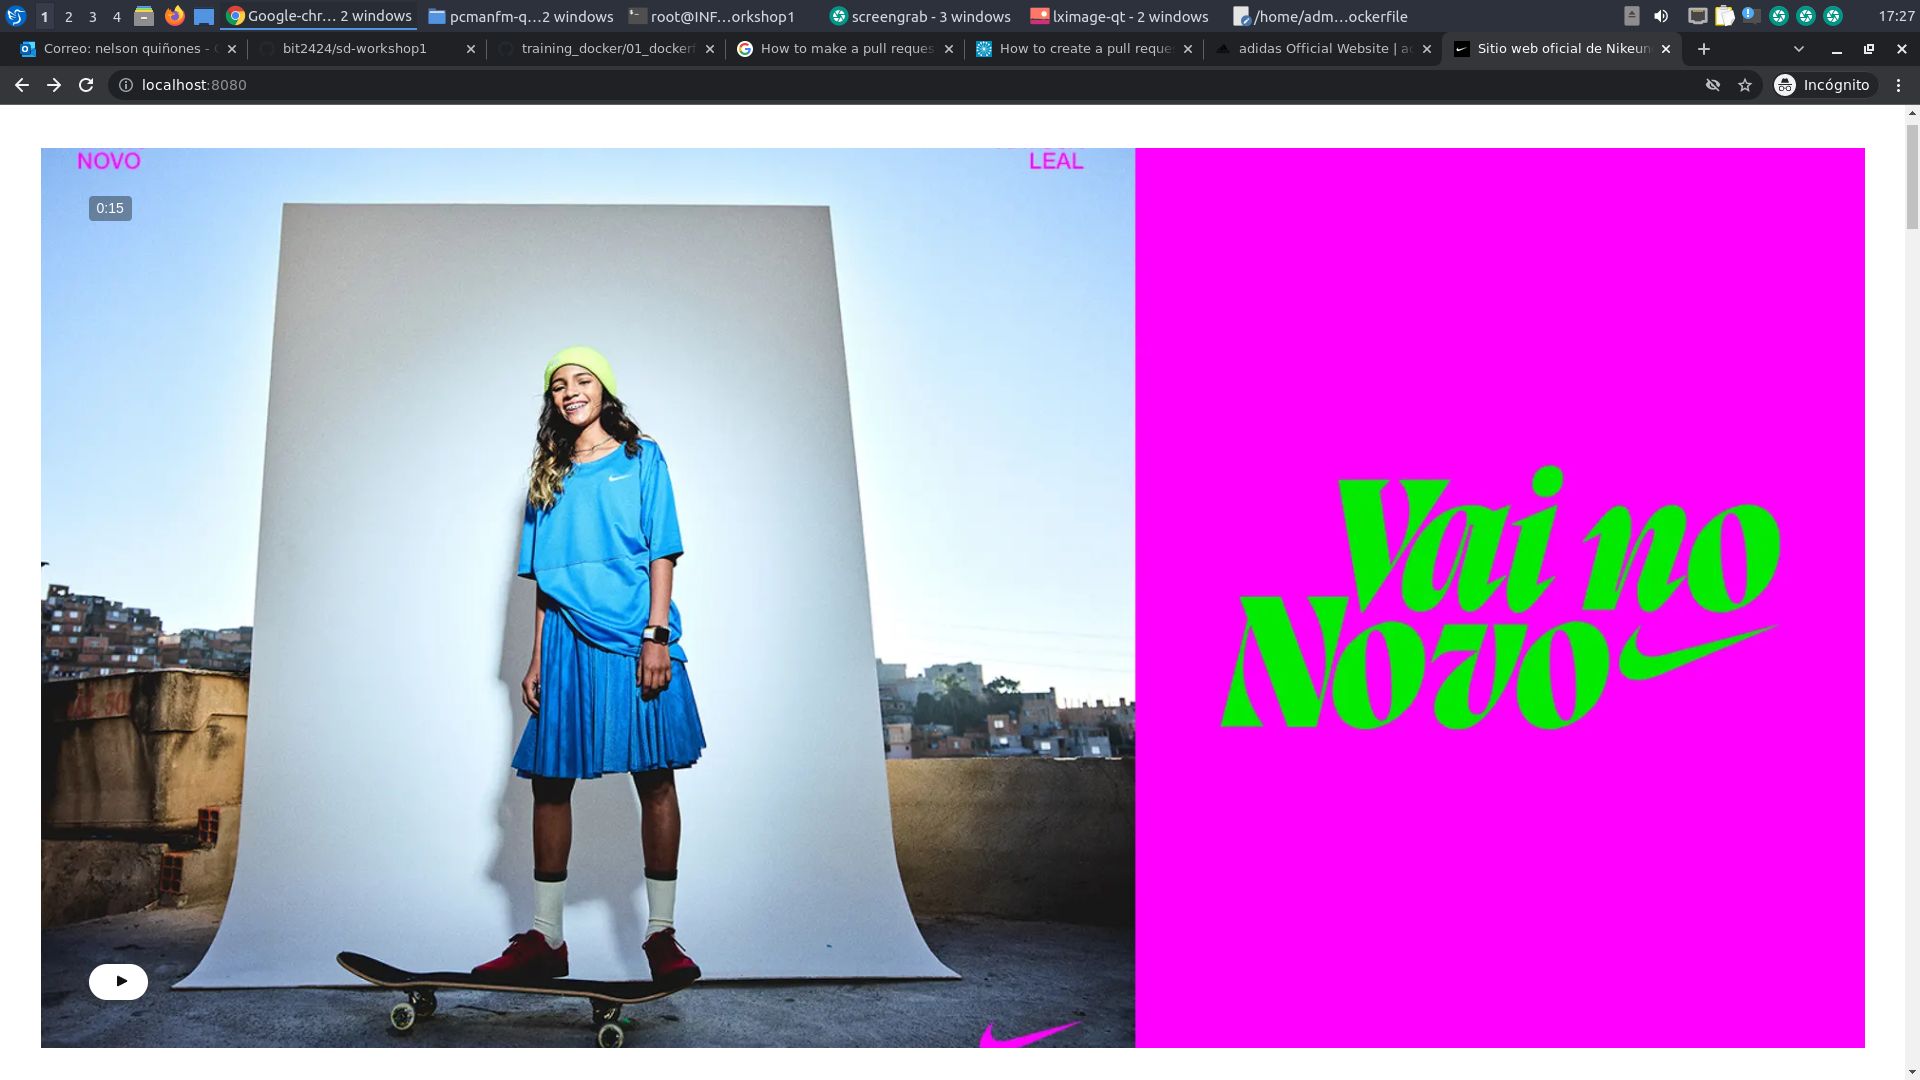 1 2 3 4 Google-chr... 2 windows pcmanfm-q...2 windows root@INF...orkshop1 screengrab - 3 windows lximage-qt - 2 windows /home/adm...ockerfile 17:27
Correo: nelson quiñones - bit2424/sd-workshop1 training_docker/01_docker How to make a pull reques How to create a pull reque adidas Official Website | Sitio web oficial de Nike
localhost:8080 Incógnito
NOVO LEAL
0:15
Vai no
Novo